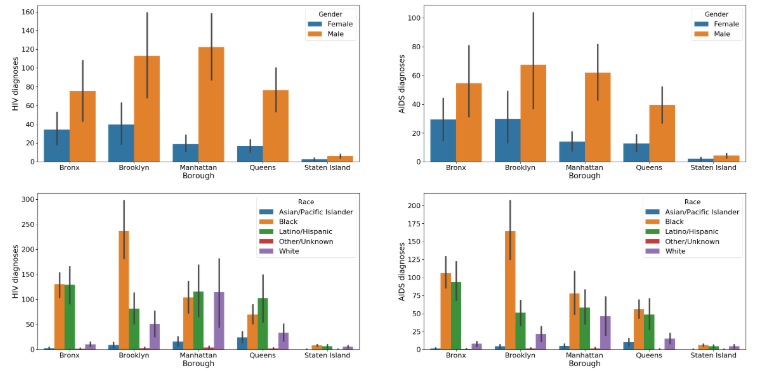 160
140
120
100
80
60
40
20
0
HIV diagnoses
Gender
Female
Male
Bronx Brooklyn Manhattan Queens Staten Island
Borough
100
80
60
40
20
0
AIDS diagnoses
Gender
Female
Male
Bronx Brooklyn Manhattan Queens Staten Island
Borough
300
250
200
150
100
50
0
HIV diagnoses
Race
Asian/Pacific Islander
Black
Latino/Hispanic
Other/Unknown
White
Bronx Brooklyn Manhattan Queens Staten Island
Borough
200
175
150
125
100
75
50
25
0
AIDS diagnoses
Race
Asian/Pacific Islander
Black
Latino/Hispanic
Other/Unknown
White
Bronx Brooklyn Manhattan Queens Staten Island
Borough